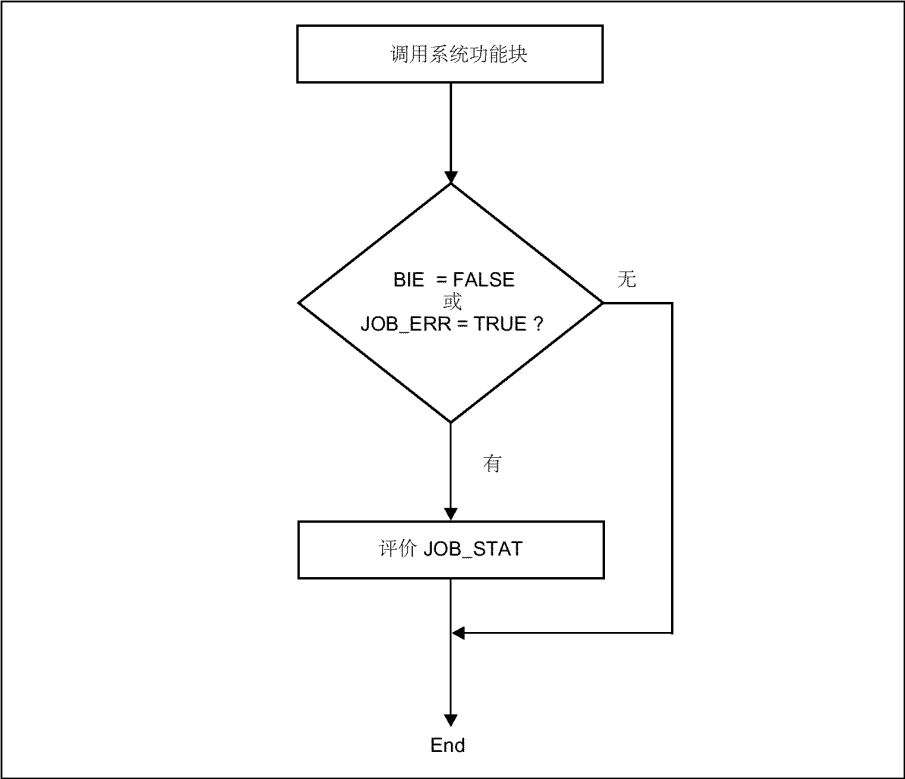 调用系统功能块
BIE = FALSE
或
JOB_ERR = TRUE ?
无
有
评价 JOB_STAT
End